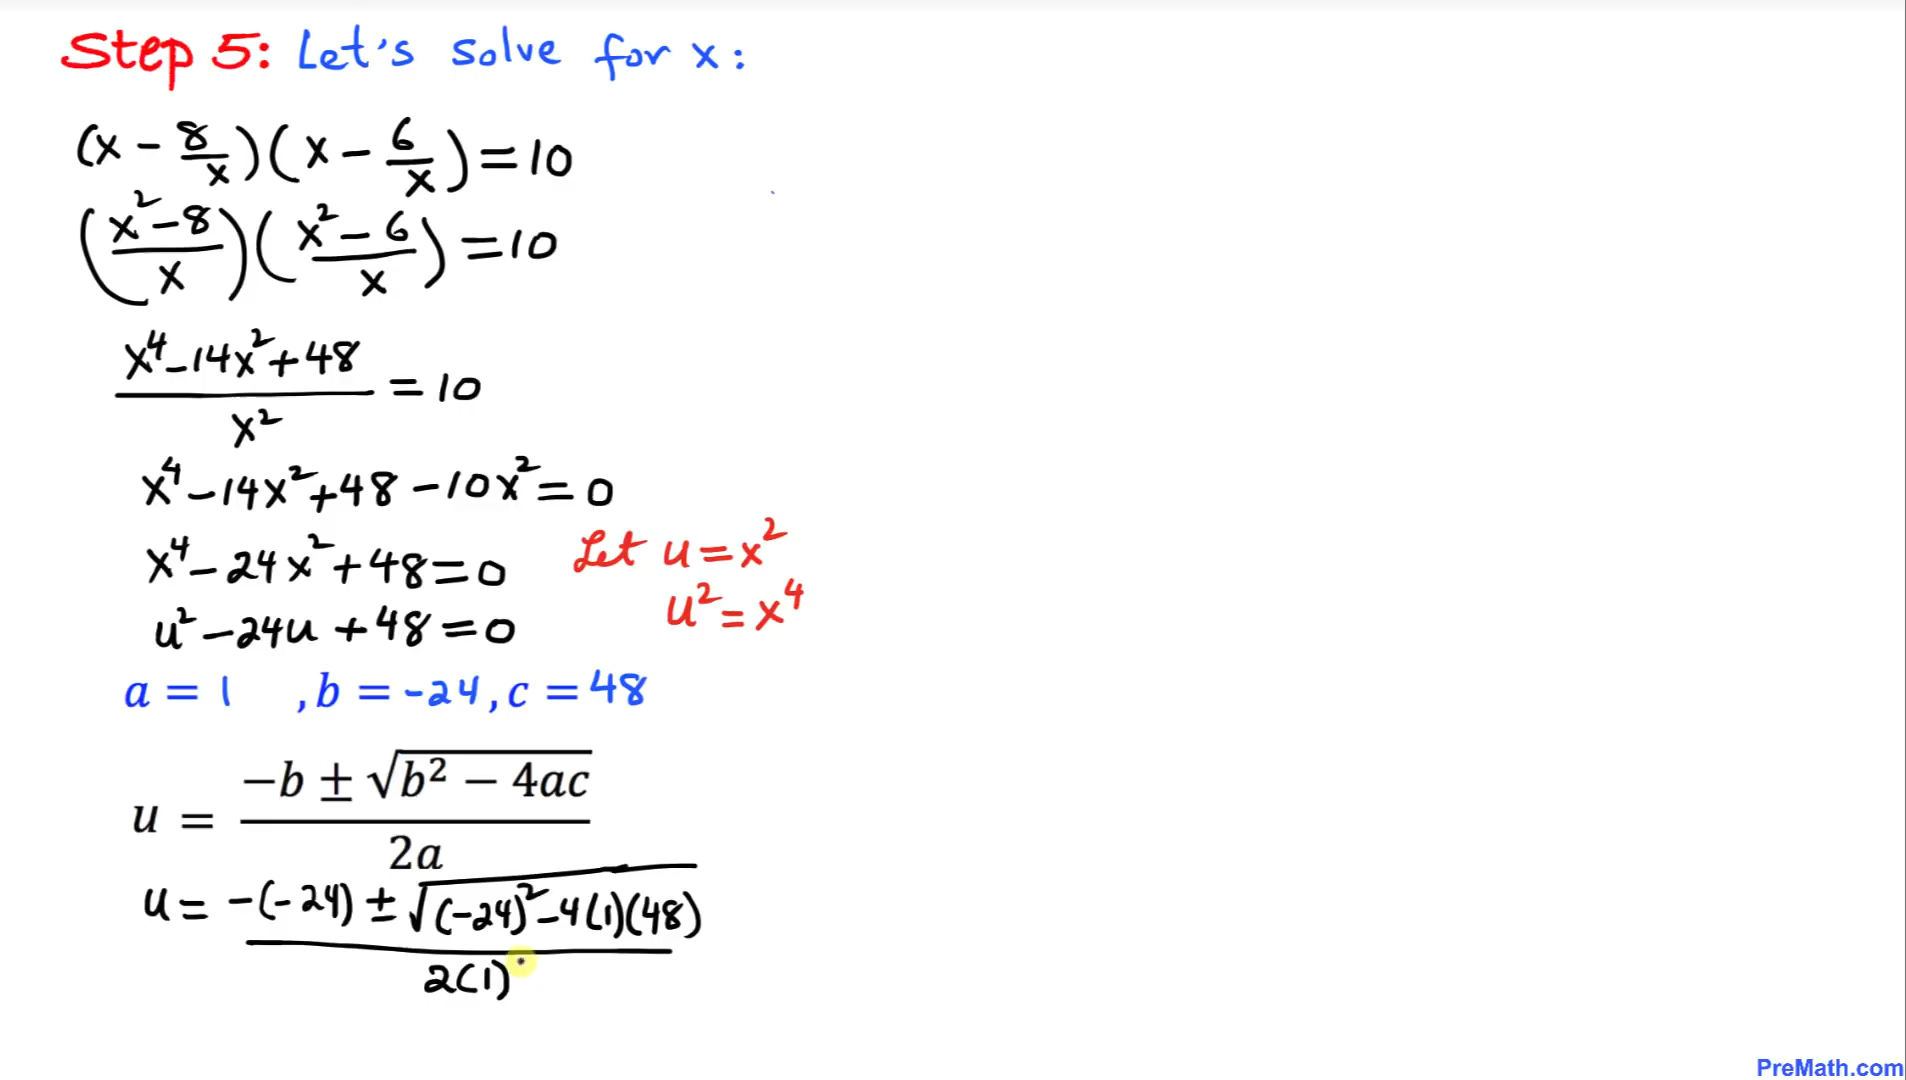 Step 5: Let's solve for x:
(x - 8/x)(x - 6/x) = 10
((x² - 8)/x)((x² - 6)/x) = 10
(x⁴ - 14x² + 48)/x² = 10
x⁴ - 14x² + 48 - 10x² = 0
x⁴ - 24x² + 48 = 0
Let u = x²
u² = x⁴
u² - 24u + 48 = 0
a = 1 , b = -24, c = 48
u = (-b ± √(b² - 4ac))/2a
u = (-(-24) ± √((-24)² - 4(1)(48)))/2(1)
PreMath.com